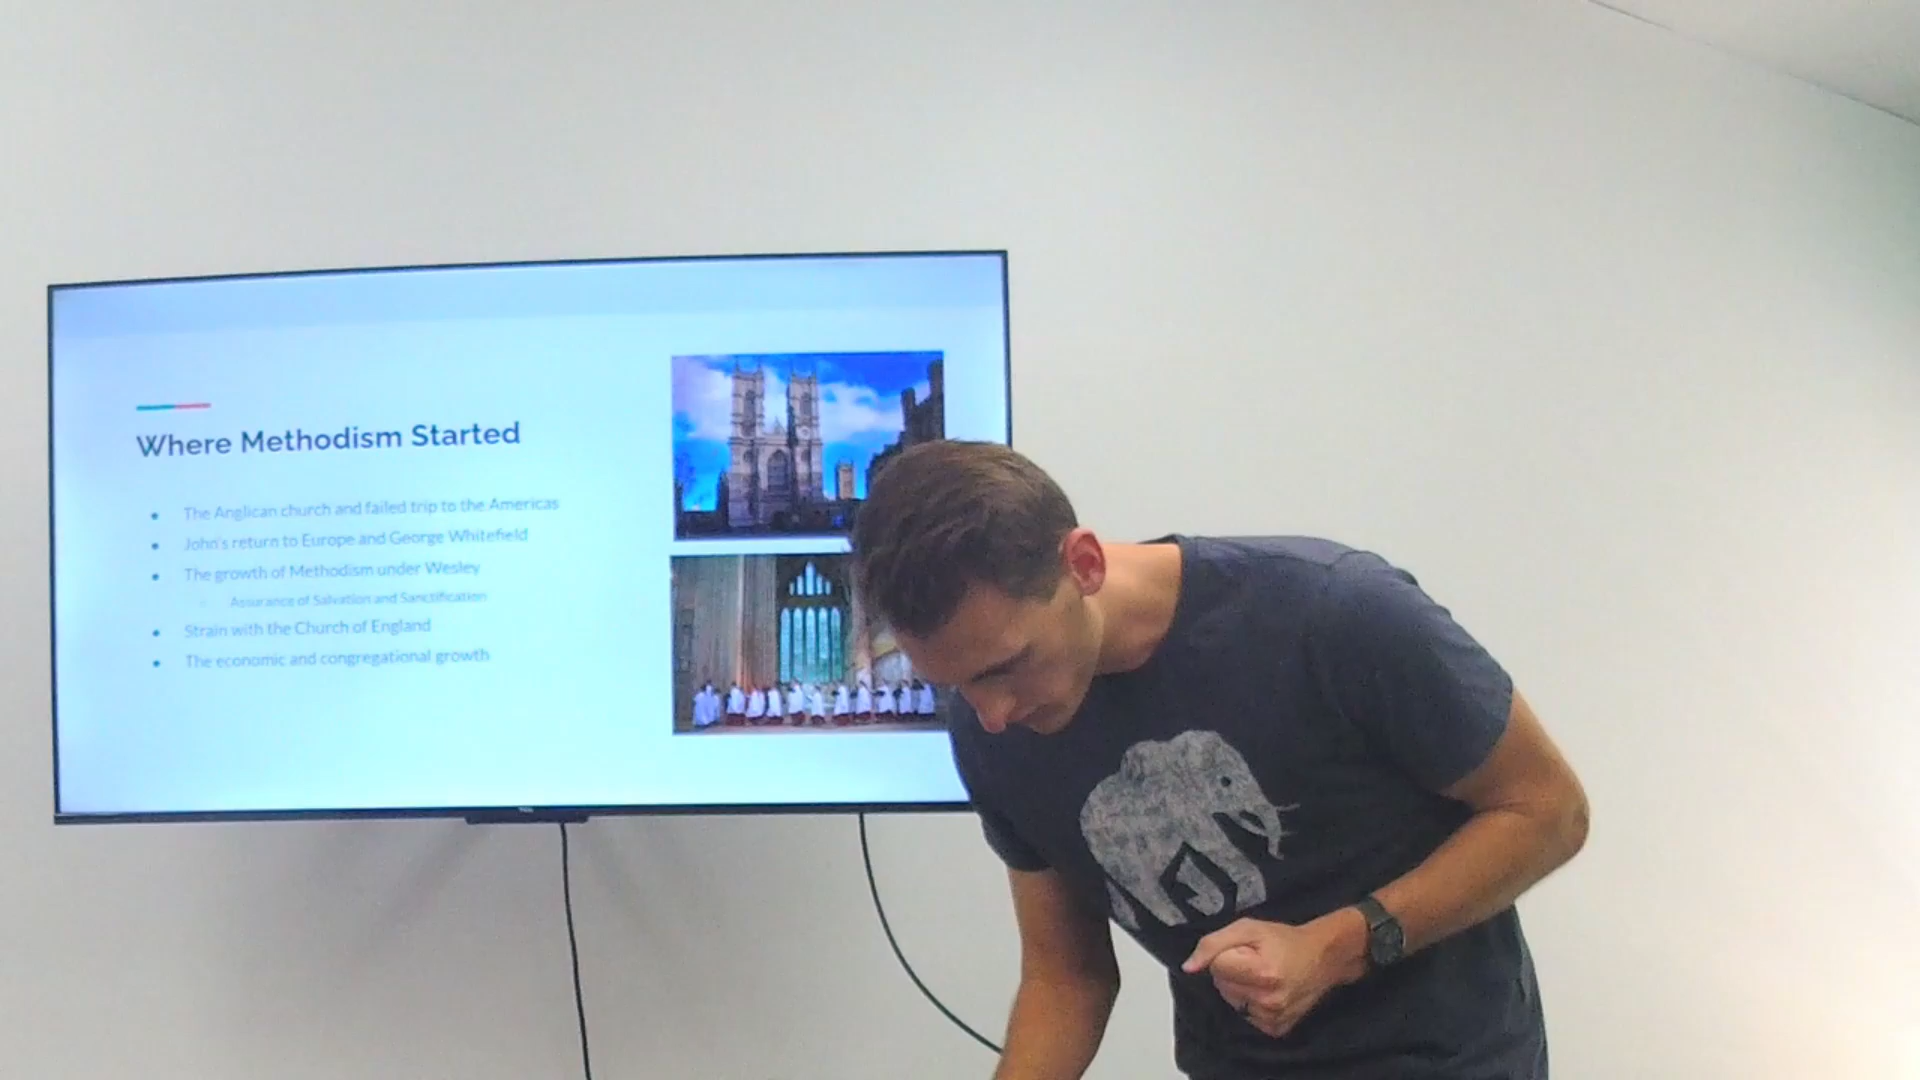 Where Methodism Started
The Anglican church and failed trip to the Americas
John's return to Europe and George Whitefield
The growth of Methodism under Wesley
Assurance of Salvation and Sanctification
Strain with the Church of England
The economic and congregational growth